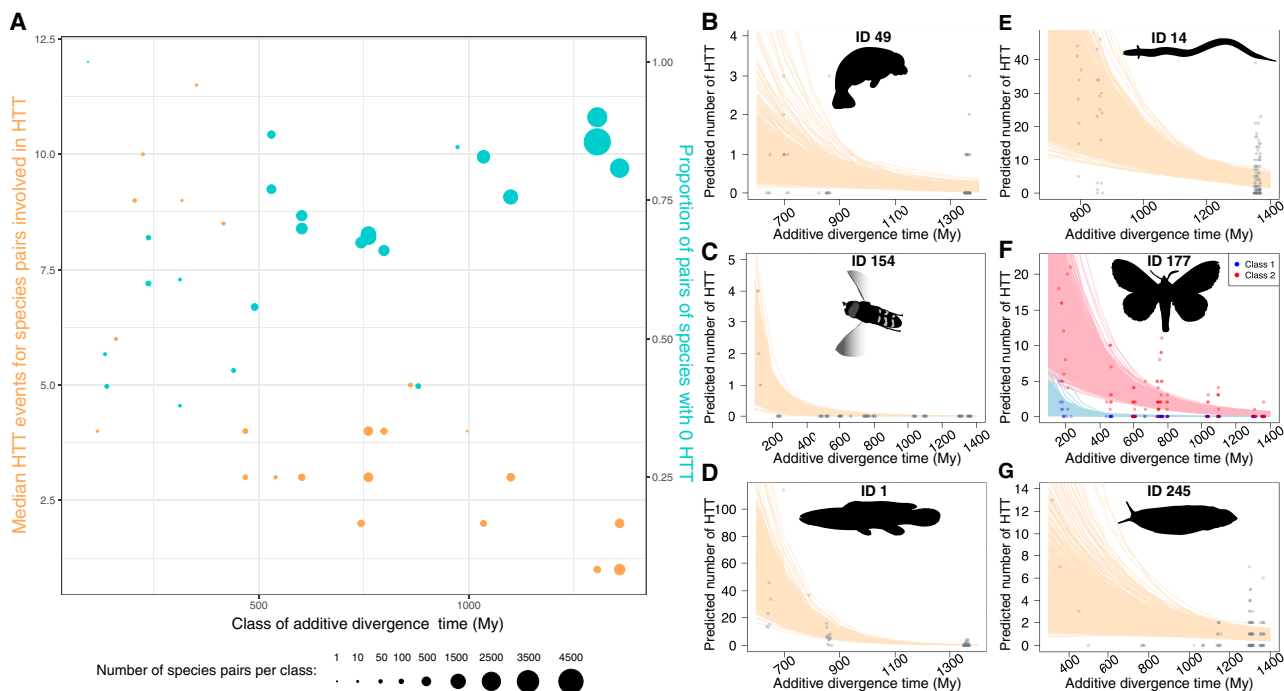 A
12.5
10.0
7.5
5.0
2.5
Median HTT events for species pairs involved in HTT
1.00
0.75
0.50
0.25
Proportion of pairs of species with 0 HTT
500
1000
Class of additive divergence time (My)
Number of species pairs per class:
1 10 50 100 500 1500 2500 3500 4500
B
ID 49
Predicted number of HTT
4
3
2
1
0
700 900 1100 1300
Additive divergence time (My)
C
ID 154
Predicted number of HTT
5
4
3
2
1
0
200 400 600 800 1000 1200 1400
Additive divergence time (My)
D
ID 1
Predicted number of HTT
100
80
60
40
20
0
700 900 1100 1300
Additive divergence time (My)
E
ID 14
Predicted number of HTT
40
30
20
10
0
800 1000 1200 1400
Additive divergence time (My)
F
ID 177
Class 1
Class 2
Predicted number of HTT
20
15
10
5
0
200 400 600 800 1000 1200 1400
Additive divergence time (My)
G
ID 245
Predicted number of HTT
14
12
10
8
6
4
2
0
400 600 800 1000 1200 1400
Additive divergence time (My)